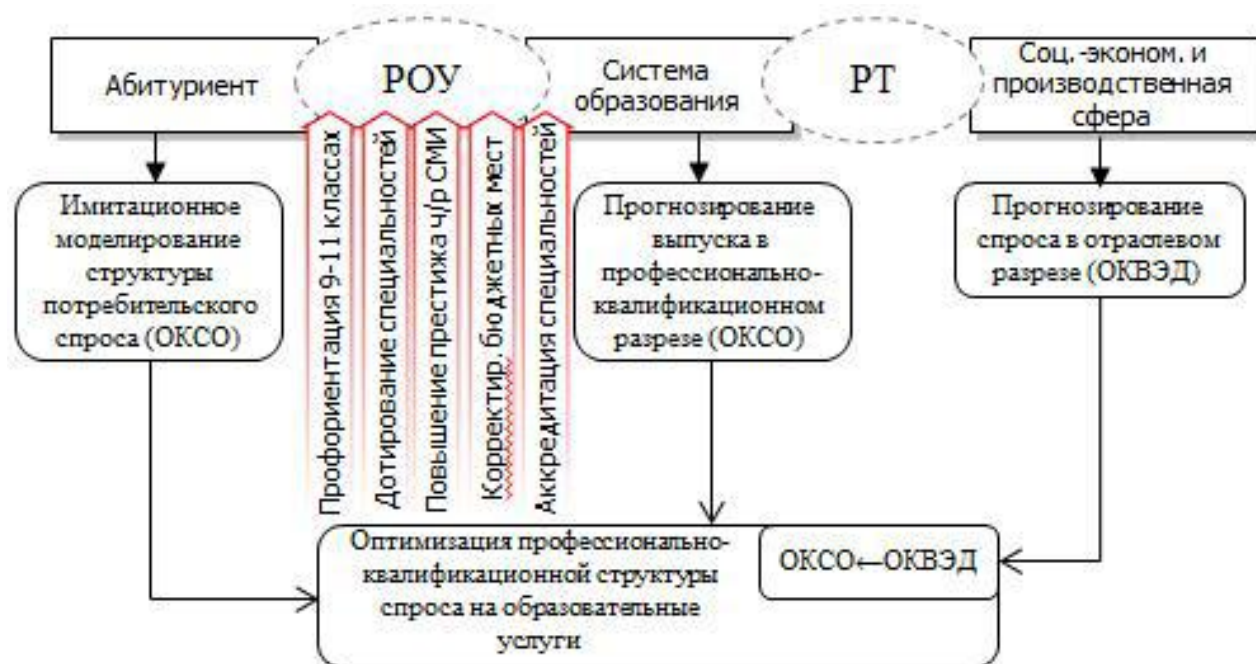 Абитуриент
РОУ
Система
образования
РТ
Соц.-эконом. и
производственная
сфера
Имитационное
моделирование
структуры
потребительского
спроса (ОКСО)
Профориентация 9-11 классах
Дотирование специальностей
Повышение престижа ч/р СМИ
Корректир. бюджетных мест
Аккредитация специальностей
Прогнозирование
выпуска в
профессионально-
квалификационном
разрезе (ОКСО)
Прогнозирование
спроса в отраслевом
разрезе (ОКВЭД)
Оптимизация профессионально-
квалификационной структуры
спроса на образовательные
услуги
ОКСО←ОКВЭД